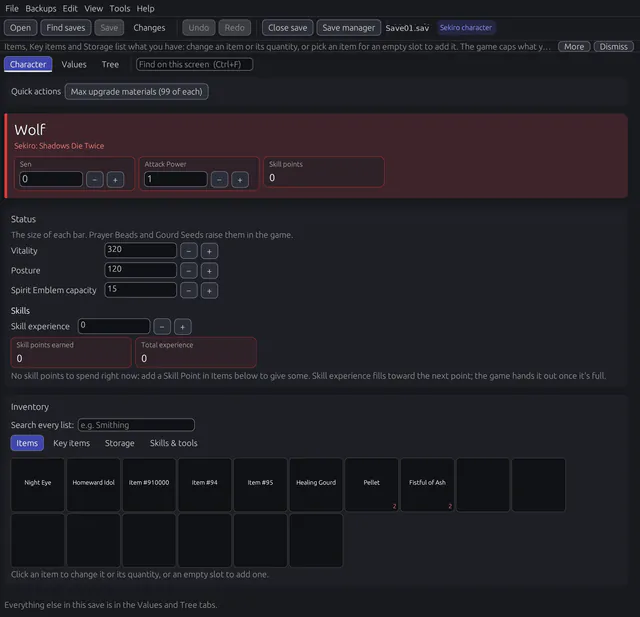 File Backups Edit View Tools Help
Open Find saves Save Changes Undo Redo Close save Save manager Save01.sav Sekiro character
Items, Key items and Storage list what you have: change an item or its quantity, or pick an item for an empty slot to add it. The game caps what y... More Dismiss
Character Values Tree Find on this screen (Ctrl+F)
Quick actions Max upgrade materials (99 of each)
Wolf
Sekiro: Shadows Die Twice
Sen Attack Power Skill points
0 − + 1 − + 0
Status
The size of each bar. Prayer Beads and Gourd Seeds raise them in the game.
Vitality 320 − +
Posture 120 − +
Spirit Emblem capacity 15 − +
Skills
Skill experience 0 − +
Skill points earned Total experience
0 0
No skill points to spend right now: add a Skill Point in Items below to give some. Skill experience fills toward the next point; the game hands it out once it's full.
Inventory
Search every list: e.g. Smithing
Items Key items Storage Skills & tools
Night Eye Homeward Idol Item #910000 Item #94 Item #95 Healing Gourd Pellet Fistful of Ash
2 2
Click an item to change it or its quantity, or an empty slot to add one.
Everything else in this save is in the Values and Tree tabs.